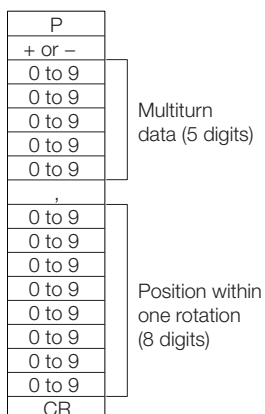 P
+ or −
0 to 9
0 to 9
0 to 9
0 to 9
0 to 9
Multiturn
data (5 digits)
,
0 to 9
0 to 9
0 to 9
0 to 9
0 to 9
0 to 9
0 to 9
0 to 9
Position within
one rotation
(8 digits)
CR